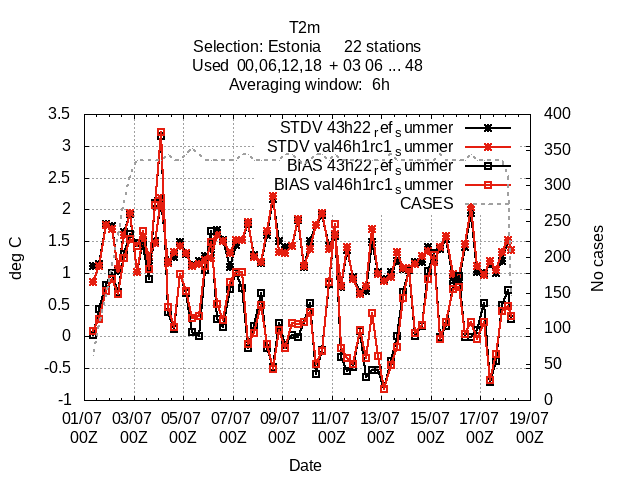 T2m
Selection: Estonia 22 stations
Used 00,06,12,18 + 03 06 ... 48
Averaging window: 6h
STDV 43h22_ref_summer
STDV val46h1rc1_summer
BIAS 43h22_ref_summer
BIAS val46h1rc1_summer
CASES
deg C
3.5
3
2.5
2
1.5
1
0.5
0
-0.5
-1
No cases
400
350
300
250
200
150
100
50
0
01/07 03/07 05/07 07/07 09/07 11/07 13/07 15/07 17/07 19/07
00Z 00Z 00Z 00Z 00Z 00Z 00Z 00Z 00Z 00Z
Date